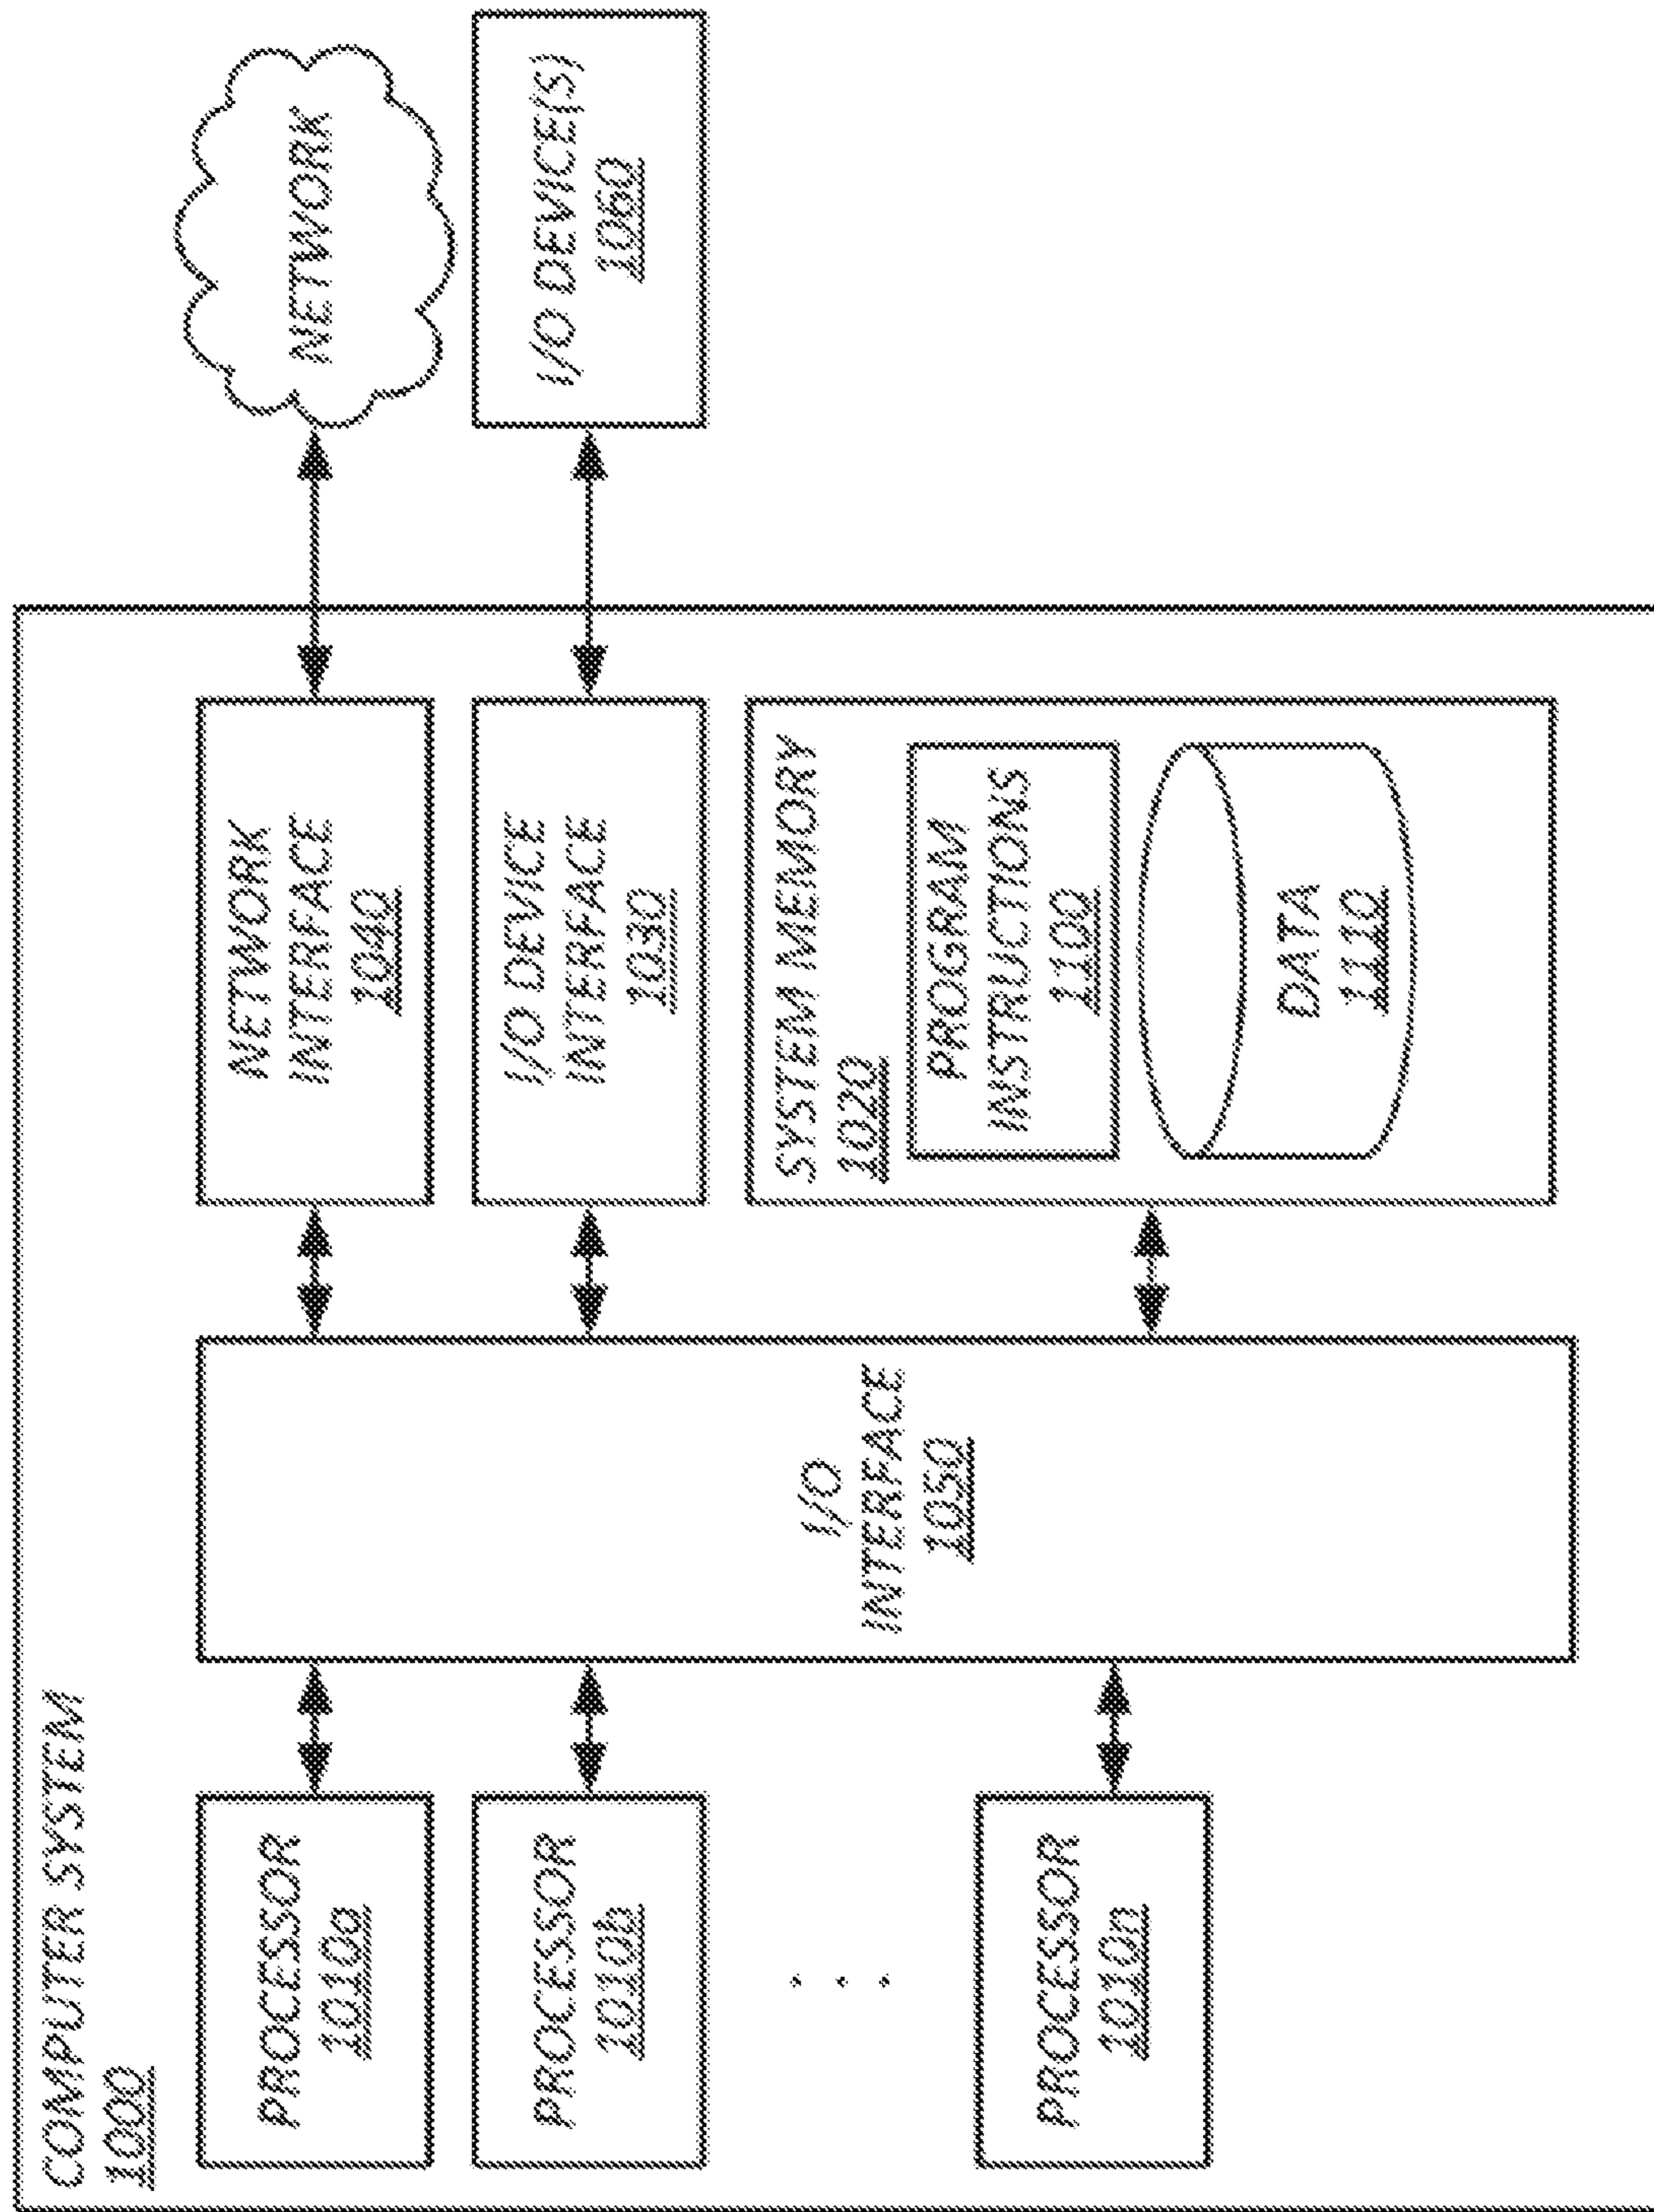 COMPUTER SYSTEM
1000
PROCESSOR
1010a
PROCESSOR
1010b
. . .
PROCESSOR
1010n
I/O
INTERFACE
1050
NETWORK
INTERFACE
1040
I/O DEVICE
INTERFACE
1030
SYSTEM MEMORY
1020
PROGRAM
INSTRUCTIONS
1100
DATA
1110
NETWORK
I/O DEVICE(S)
1060